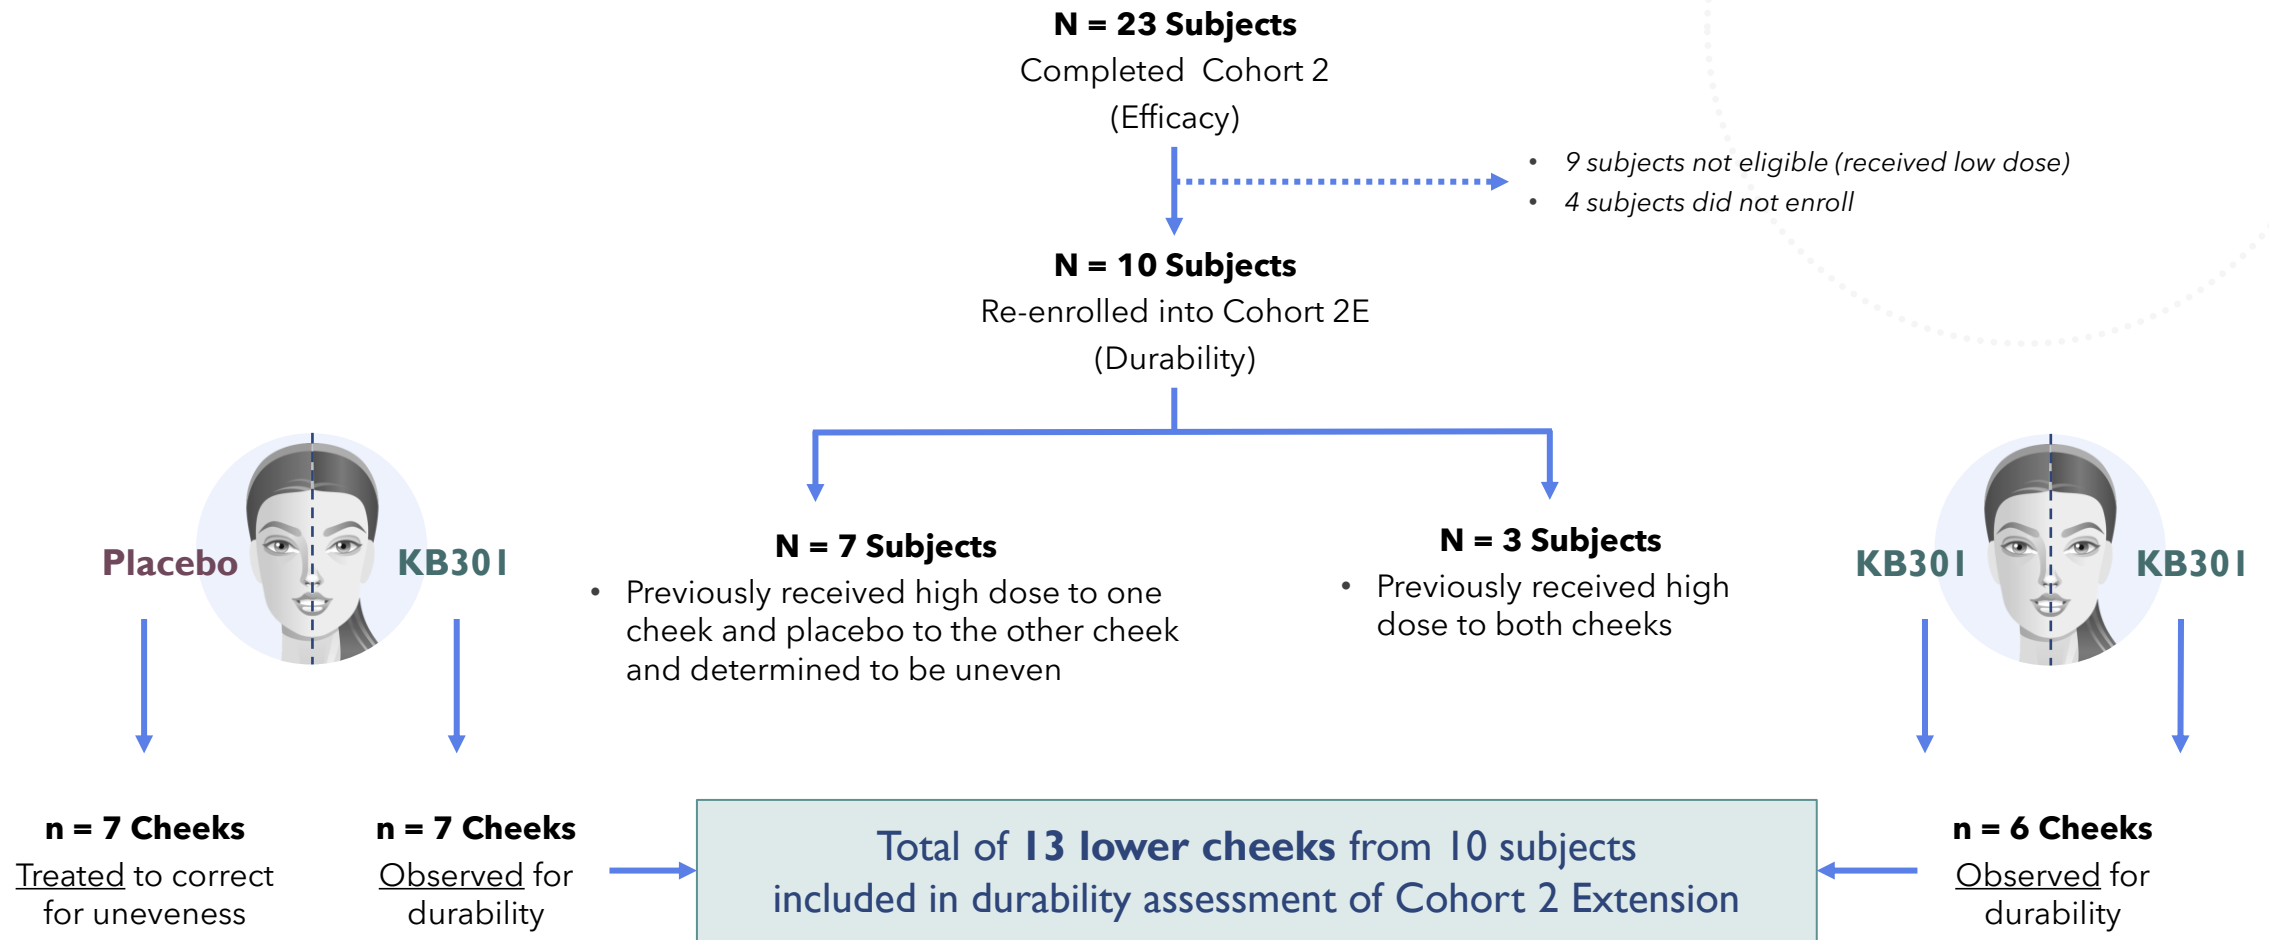 N = 23 Subjects
Completed Cohort 2
(Efficacy)
• 9 subjects not eligible (received low dose)
• 4 subjects did not enroll
N = 10 Subjects
Re-enrolled into Cohort 2E
(Durability)
Placebo
KB301
N = 7 Subjects
• Previously received high dose to one
cheek and placebo to the other cheek
and determined to be uneven
N = 3 Subjects
• Previously received high
dose to both cheeks
KB301
KB301
n = 7 Cheeks
Treated to correct
for uneveness
n = 7 Cheeks
Observed for
durability
Total of 13 lower cheeks from 10 subjects
included in durability assessment of Cohort 2 Extension
n = 6 Cheeks
Observed for
durability